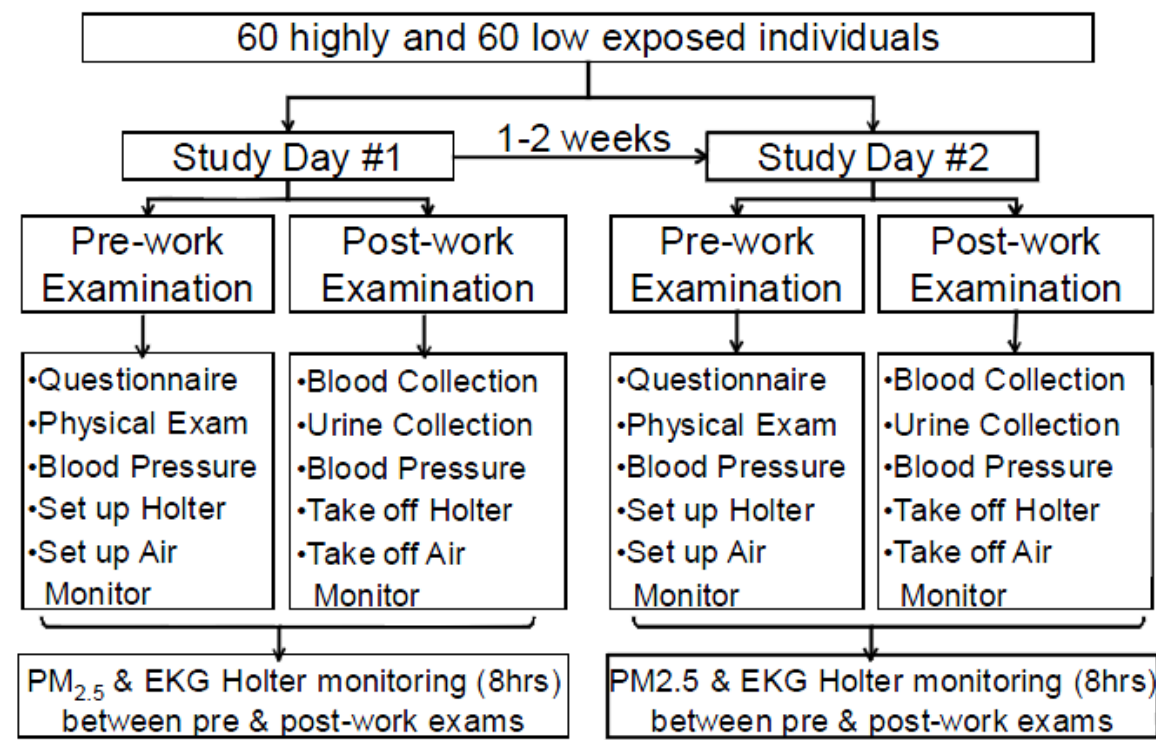 60 highly and 60 low exposed individuals
Study Day #1
1-2 weeks
Study Day #2
Pre-work
Examination
Post-work
Examination
Pre-work
Examination
Post-work
Examination
•Questionnaire
•Physical Exam
•Blood Pressure
•Set up Holter
•Set up Air
Monitor
•Blood Collection
•Urine Collection
•Blood Pressure
•Take off Holter
•Take off Air
Monitor
•Questionnaire
•Physical Exam
•Blood Pressure
•Set up Holter
•Set up Air
Monitor
•Blood Collection
•Urine Collection
•Blood Pressure
•Take off Holter
•Take off Air
Monitor
PM₂.₅ & EKG Holter monitoring (8hrs)
between pre & post-work exams
PM2.5 & EKG Holter monitoring (8hrs)
between pre & post-work exams